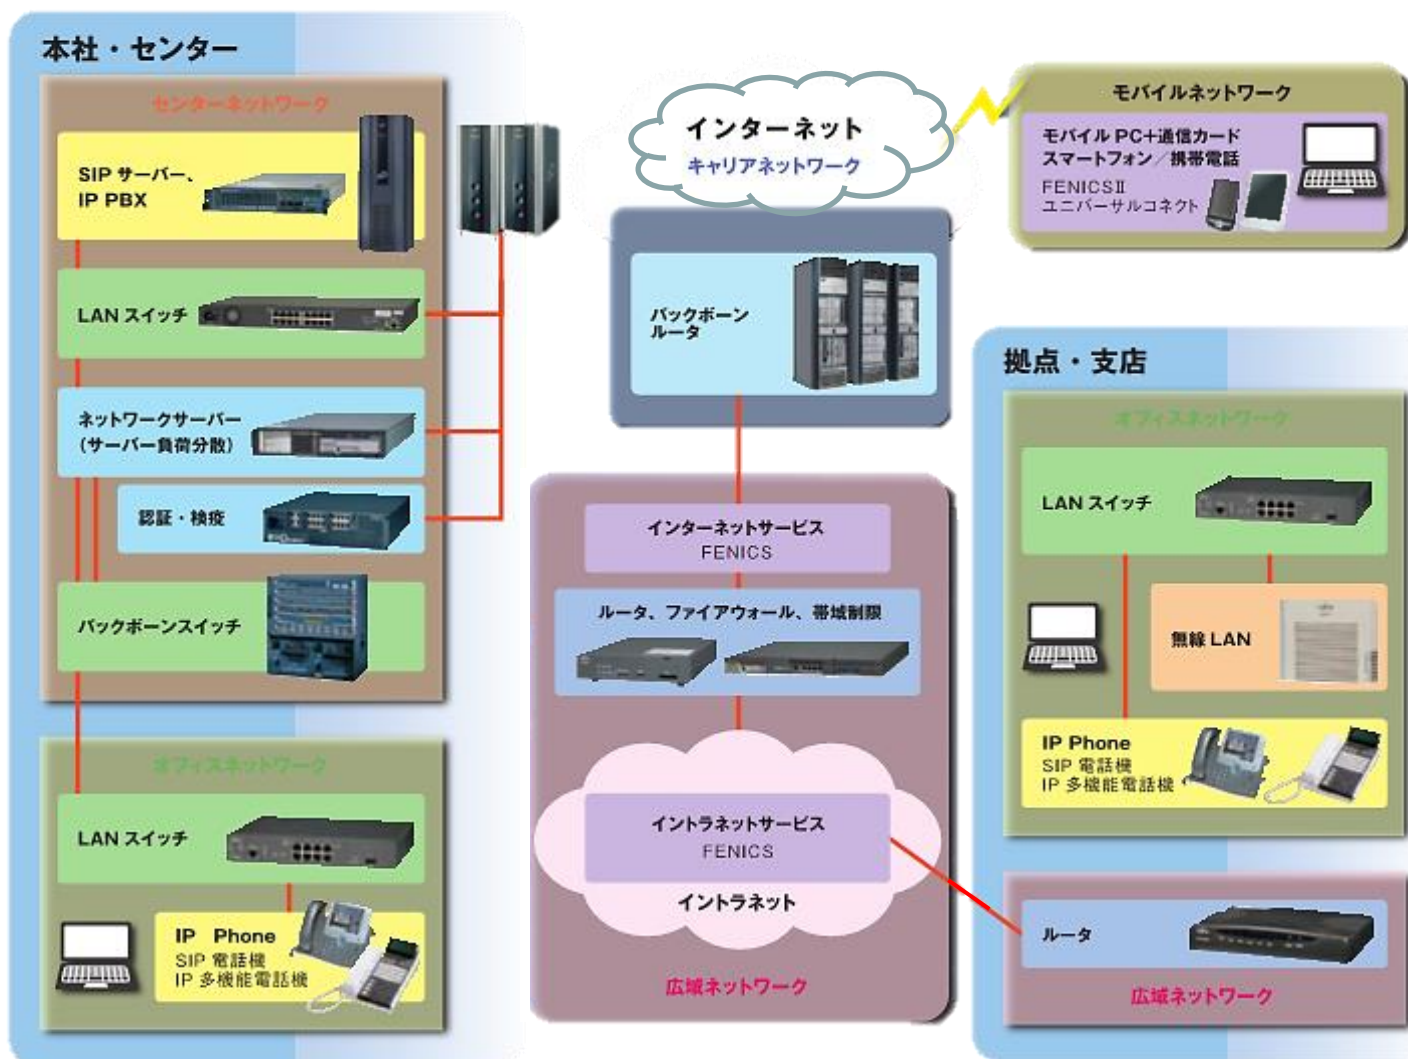 本社・センター
センターネットワーク
SIP サーバー、
IP PBX
LAN スイッチ
ネットワークサーバー
(サーバー負荷分散)
認証・検疫
バックボーンスイッチ
オフィスネットワーク
LAN スイッチ
IP Phone
SIP 電話機
IP 多機能電話機
インターネット
キャリアネットワーク
バックボーン
ルータ
インターネットサービス
FENICS
ルータ、ファイアウォール、帯域制限
イントラネットサービス
FENICS
イントラネット
広域ネットワーク
モバイルネットワーク
モバイル PC+通信カード
スマートフォン／携帯電話
FENICSⅡ
ユニバーサルコネクト
拠点・支店
オフィスネットワーク
LAN スイッチ
無線 LAN
IP Phone
SIP 電話機
IP 多機能電話機
ルータ
広域ネットワーク